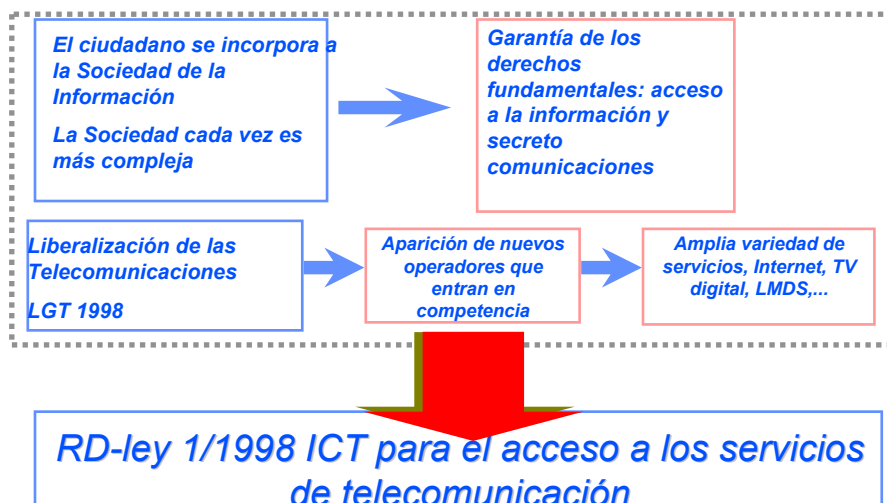 El ciudadano se incorpora a
la Sociedad de la
Información
La Sociedad cada vez es
más compleja
Garantía de los
derechos
fundamentales: acceso
a la información y
secreto
comunicaciones
Liberalización de las
Telecomunicaciones
LGT 1998
Aparición de nuevos
operadores que
entran en
competencia
Amplia variedad de
servicios, Internet, TV
digital, LMDS,...
RD-ley 1/1998 ICT para el acceso a los servicios
de telecomunicación